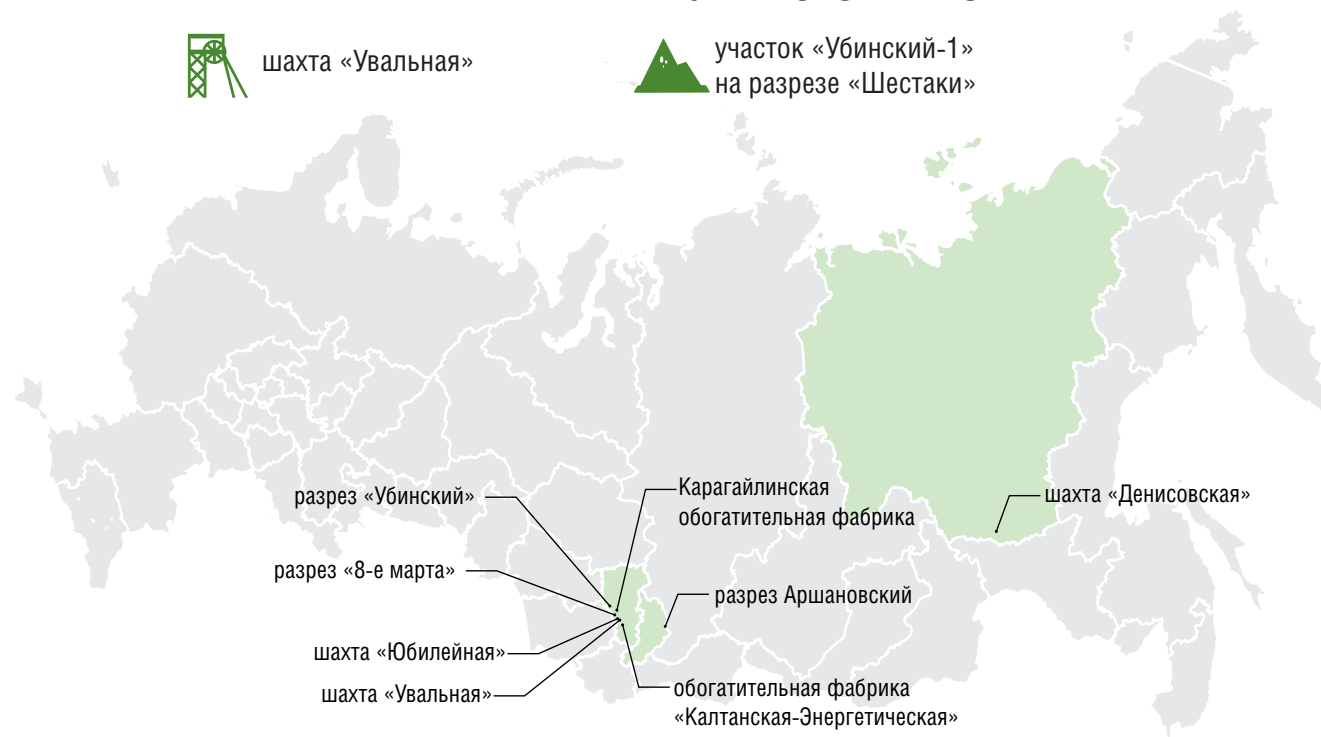 шахта «Увальная»
участок «Убинский-1»
на разрезе «Шестаки»
разрез «Убинский»
Карагайлинская
обогатительная фабрика
шахта «Денисовская»
разрез «8-е марта»
разрез Аршановский
шахта «Юбилейная»
шахта «Увальная»
обогатительная фабрика
«Калтанская-Энергетическая»